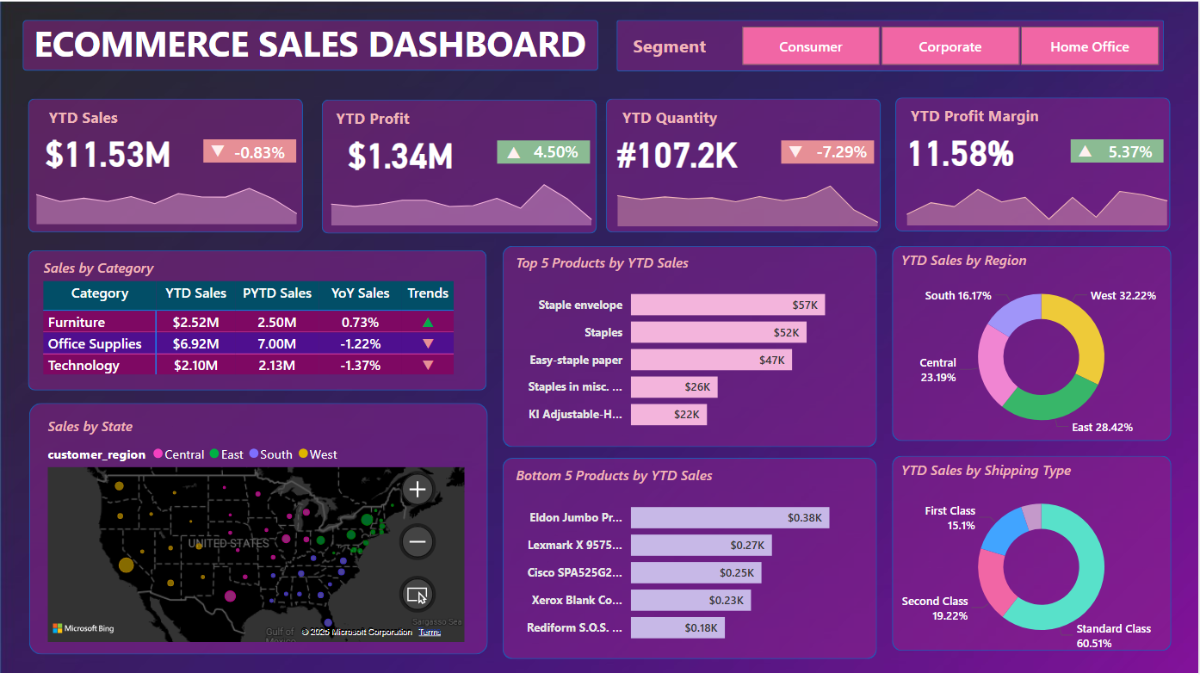 ECOMMERCE SALES DASHBOARD
Segment
Consumer
Corporate
Home Office
YTD Sales
$11.53M
-0.83%
YTD Profit
$1.34M
4.50%
YTD Quantity
#107.2K
-7.29%
YTD Profit Margin
11.58%
5.37%
Sales by Category
Category YTD Sales PYTD Sales YoY Sales Trends
Furniture $2.52M 2.50M 0.73%
Office Supplies $6.92M 7.00M -1.22%
Technology $2.10M 2.13M -1.37%
Sales by State
customer_region Central East South West
UNITED STATES
Sargasso Sea
Gulf of
Microsoft Bing
© 2025 Microsoft Corporation Terms
Top 5 Products by YTD Sales
Staple envelope $57K
Staples $52K
Easy-staple paper $47K
Staples in misc. ... $26K
KI Adjustable-H... $22K
Bottom 5 Products by YTD Sales
Eldon Jumbo Pr... $0.38K
Lexmark X 9575... $0.27K
Cisco SPA525G2... $0.25K
Xerox Blank Co... $0.23K
Rediform S.O.S. ... $0.18K
YTD Sales by Region
South 16.17%
West 32.22%
Central
23.19%
East 28.42%
YTD Sales by Shipping Type
First Class
15.1%
Second Class
19.22%
Standard Class
60.51%